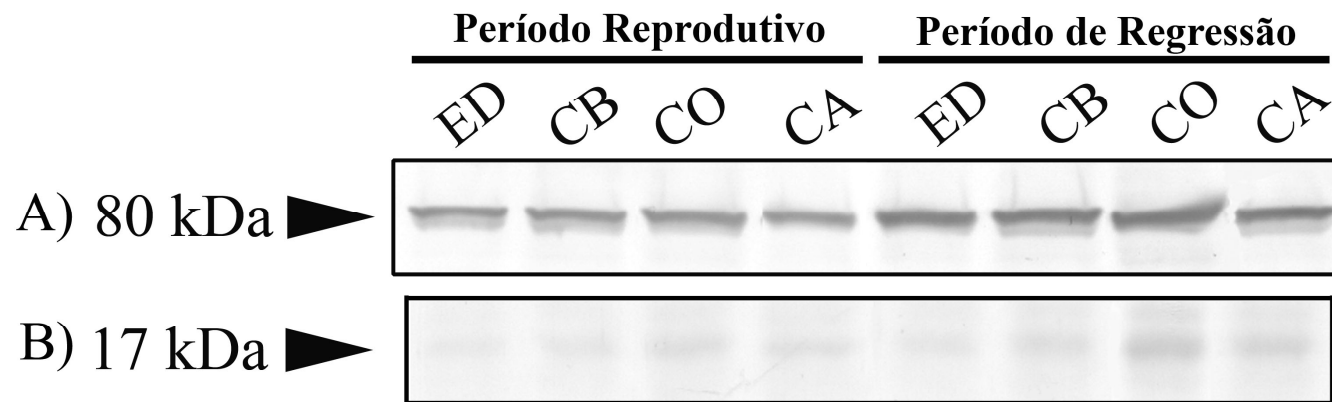 Período Reprodutivo Período de Regressão
ED CB CO CA ED CB CO CA
A) 80 kDa
B) 17 kDa